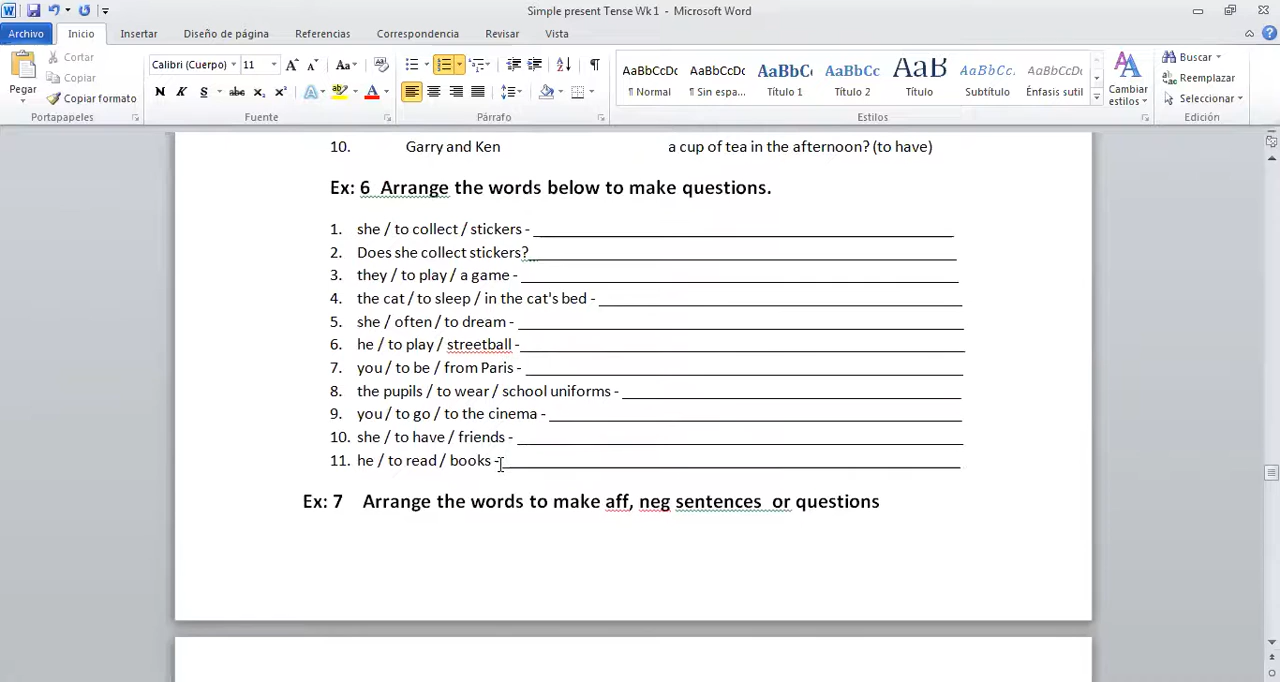 Simple present Tense Wk1 - Microsoft Word
Archivo Inicio Insertar Diseño de página Referencias Correspondencia Revisar Vista
Pegar
Cortar
Copiar
Copiar formato
Portapapeles
Calibri (Cuerpo) 11
N K S abc x₂ x² A ab A
Fuente
Párrafo
AaBbCcDc AaBbCcDc AaBbC AaBbCc AaB AaBbCc. AaBbCcDc
¶ Normal ¶ Sin espa... Título 1 Título 2 Título Subtítulo Énfasis sutil
Cambiar estilos
Estilos
Buscar
Reemplazar
Seleccionar
Edición
10. Garry and Ken a cup of tea in the afternoon? (to have)
Ex: 6 Arrange the words below to make questions.
1. she / to collect / stickers -
2. Does she collect stickers?
3. they / to play / a game -
4. the cat / to sleep / in the cat's bed -
5. she / often / to dream -
6. he / to play / streetball -
7. you / to be / from Paris -
8. the pupils / to wear / school uniforms -
9. you / to go / to the cinema -
10. she / to have / friends -
11. he / to read / books -
Ex: 7 Arrange the words to make aff, neg sentences or questions